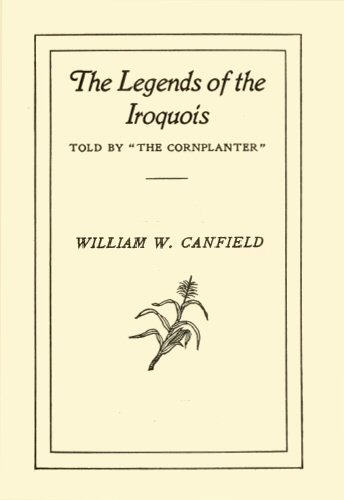 The Legends of the
Iroquois
TOLD BY "THE CORNPLANTER"
WILLIAM W. CANFIELD